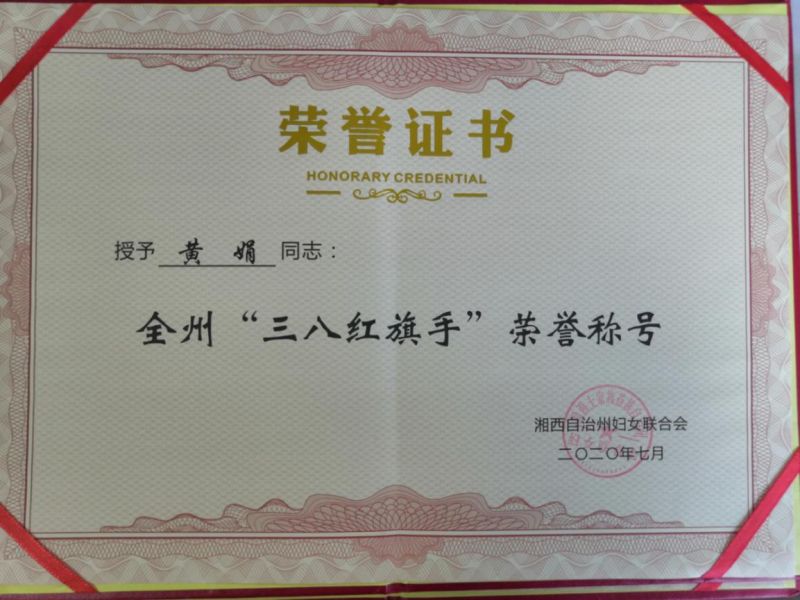 荣誉证书
HONORARY CREDENTIAL
授予 黄 娟 同志：
全州“三八红旗手”荣誉称号
湘西自治州妇女联合会
二〇二〇年七月